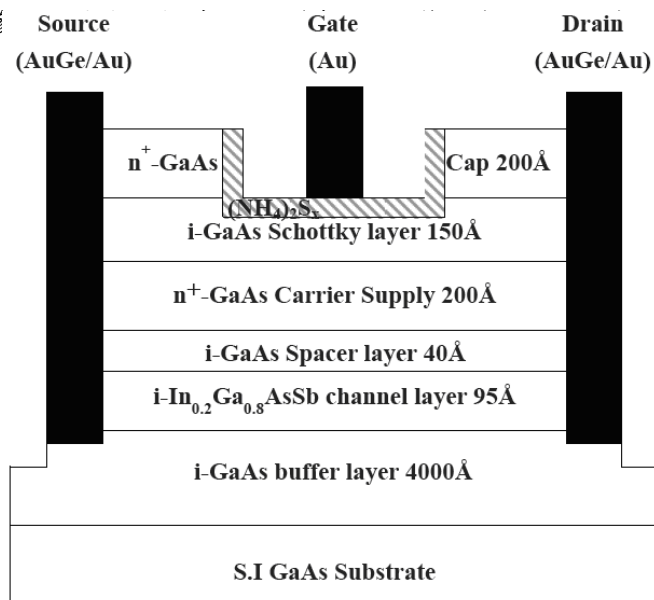 Source Gate Drain
(AuGe/Au) (Au) (AuGe/Au)
n⁺-GaAs Cap 200Å
(NH₄)₂Sₓ
i-GaAs Schottky layer 150Å
n⁺-GaAs Carrier Supply 200Å
i-GaAs Spacer layer 40Å
i-In₀.₂Ga₀.₈AsSb channel layer 95Å
i-GaAs buffer layer 4000Å
S.I GaAs Substrate